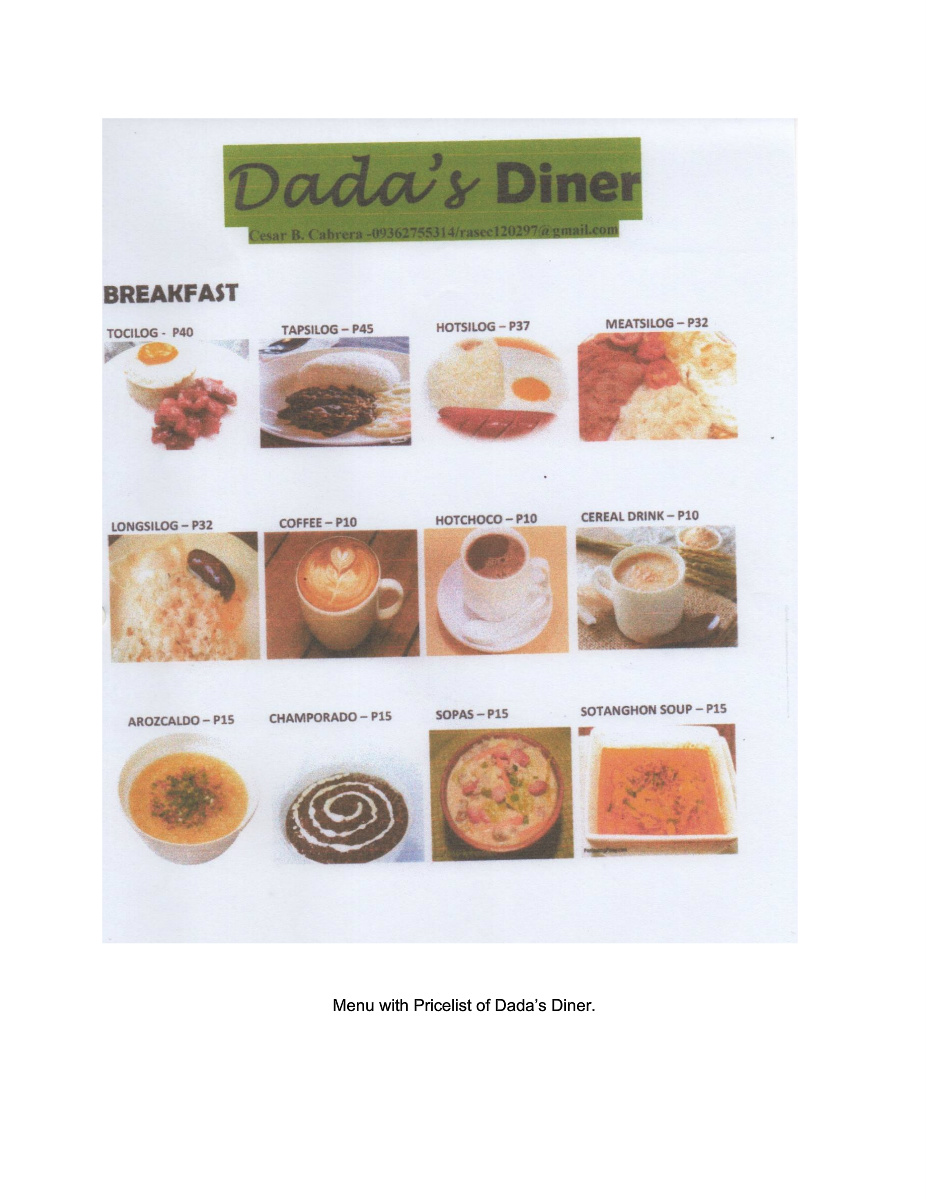 Dada's Diner
Cesar B. Cabrera -09362755314/rasec120297@gmail.com
BREAKFAST
TOCILOG - P40
TAPSILOG – P45
HOTSILOG – P37
MEATSILOG – P32
LONGSILOG – P32
COFFEE – P10
HOTCHOCO – P10
CEREAL DRINK – P10
AROZCALDO – P15
CHAMPORADO – P15
SOPAS – P15
SOTANGHON SOUP – P15
Menu with Pricelist of Dada's Diner.